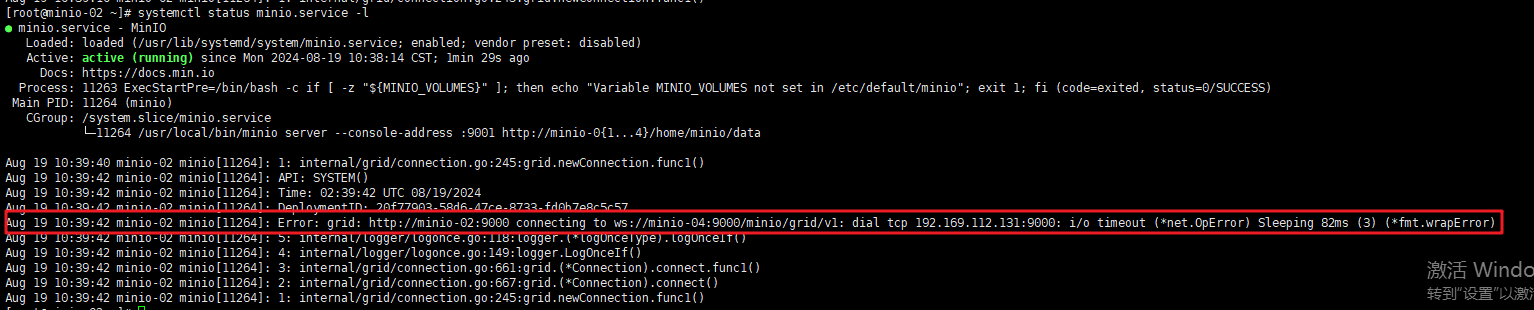 [root@minio-02 ~]# systemctl status minio.service -l
● minio.service - MinIO
Loaded: loaded (/usr/lib/systemd/system/minio.service; enabled; vendor preset: disabled)
Active: active (running) since Mon 2024-08-19 10:38:14 CST; 1min 29s ago
Docs: https://docs.min.io
Process: 11263 ExecStartPre=/bin/bash -c if [ -z "${MINIO_VOLUMES}" ]; then echo "Variable MINIO_VOLUMES not set in /etc/default/minio"; exit 1; fi (code=exited, status=0/SUCCESS)
Main PID: 11264 (minio)
CGroup: /system.slice/minio.service
└─11264 /usr/local/bin/minio server --console-address :9001 http://minio-0{1...4}/home/minio/data
Aug 19 10:39:40 minio-02 minio[11264]: 1: internal/grid/connection.go:245:grid.newConnection.func1()
Aug 19 10:39:42 minio-02 minio[11264]: API: SYSTEM()
Aug 19 10:39:42 minio-02 minio[11264]: Time: 02:39:42 UTC 08/19/2024
Aug 19 10:39:42 minio-02 minio[11264]: DeploymentID: 20f77903-58d6-47ce-8733-fd0b7e8c5c57
Aug 19 10:39:42 minio-02 minio[11264]: Error: grid: http://minio-02:9000 connecting to ws://minio-04:9000/minio/grid/v1: dial tcp 192.169.112.131:9000: i/o timeout (*net.OpError) Sleeping 82ms (3) (*fmt.wrapError)
Aug 19 10:39:42 minio-02 minio[11264]: 5: internal/logger/logonce.go:118:logger.(*logOnceType).logOnceIf()
Aug 19 10:39:42 minio-02 minio[11264]: 4: internal/logger/logonce.go:149:logger.LogOnceIf()
Aug 19 10:39:42 minio-02 minio[11264]: 3: internal/grid/connection.go:661:grid.(*Connection).connect.func1()
Aug 19 10:39:42 minio-02 minio[11264]: 2: internal/grid/connection.go:667:grid.(*Connection).connect()
Aug 19 10:39:42 minio-02 minio[11264]: 1: internal/grid/connection.go:245:grid.newConnection.func1()
激活 Windo
转到"设置"以激